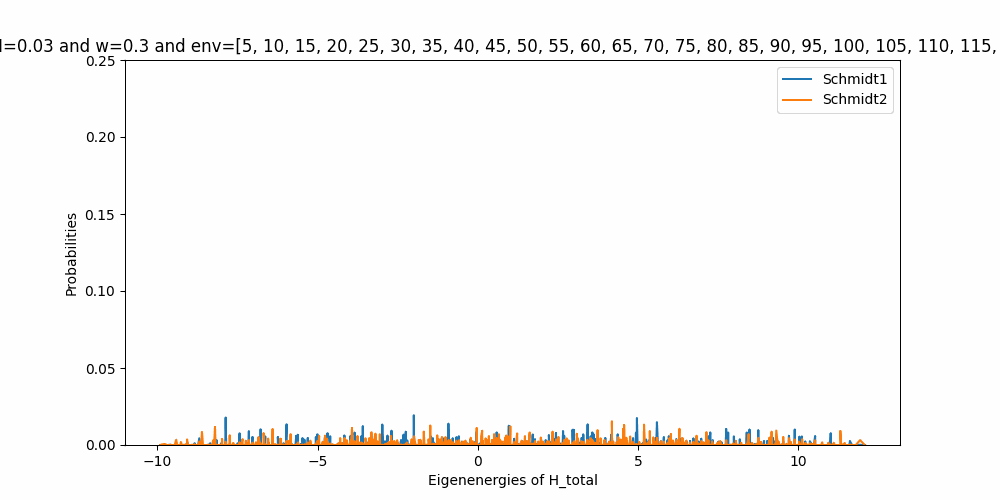 =0.03 and w=0.3 and env=[5, 10, 15, 20, 25, 30, 35, 40, 45, 50, 55, 60, 65, 70, 75, 80, 85, 90, 95, 100, 105, 110, 115,
0.25
Schmidt1
Schmidt2
0.20
0.15
Probabilities
0.10
0.05
0.00
−10 −5 0 5 10
Eigenenergies of H_total